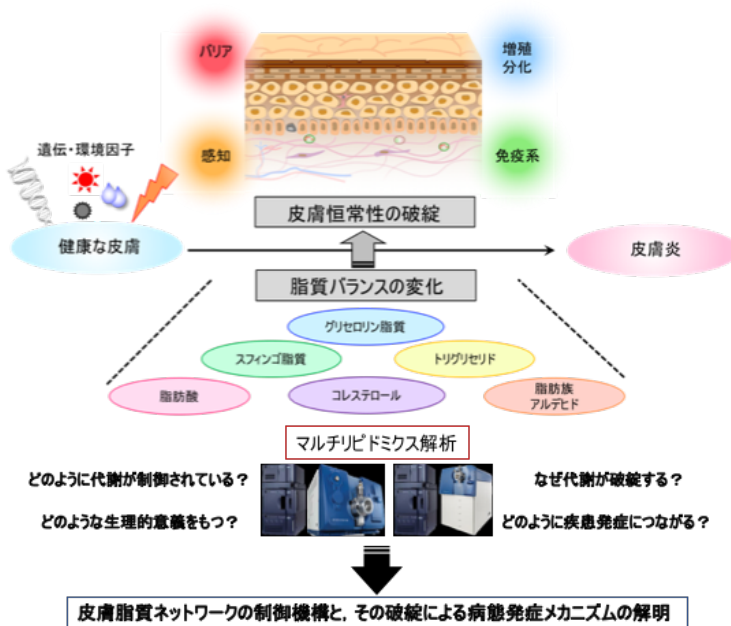 バリア
増殖
分化
遺伝・環境因子
感知
免疫系
皮膚恒常性の破綻
健康な皮膚
皮膚炎
脂質バランスの変化
グリセロリン脂質
スフィンゴ脂質
トリグリセリド
脂肪酸
コレステロール
脂肪族
アルデヒド
マルチリピドミクス解析
どのように代謝が制御されている？
なぜ代謝が破綻する？
どのような生理的意義をもつ？
どのように疾患発症につながる？
皮膚脂質ネットワークの制御機構と，その破綻による病態発症メカニズムの解明